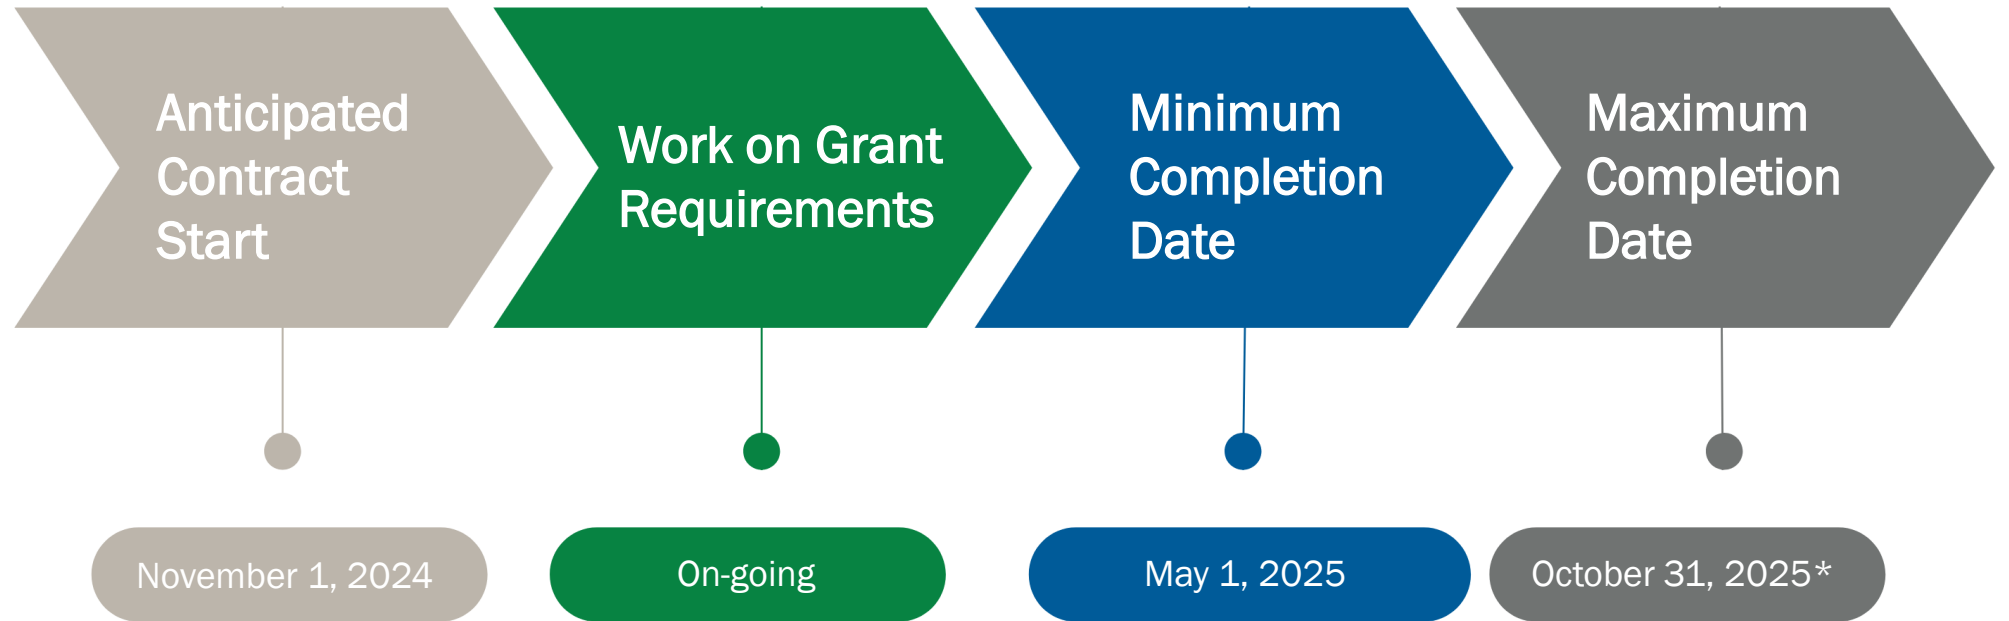 Anticipated
Contract
Start
Work on Grant
Requirements
Minimum
Completion
Date
Maximum
Completion
Date
November 1, 2024
On-going
May 1, 2025
October 31, 2025*